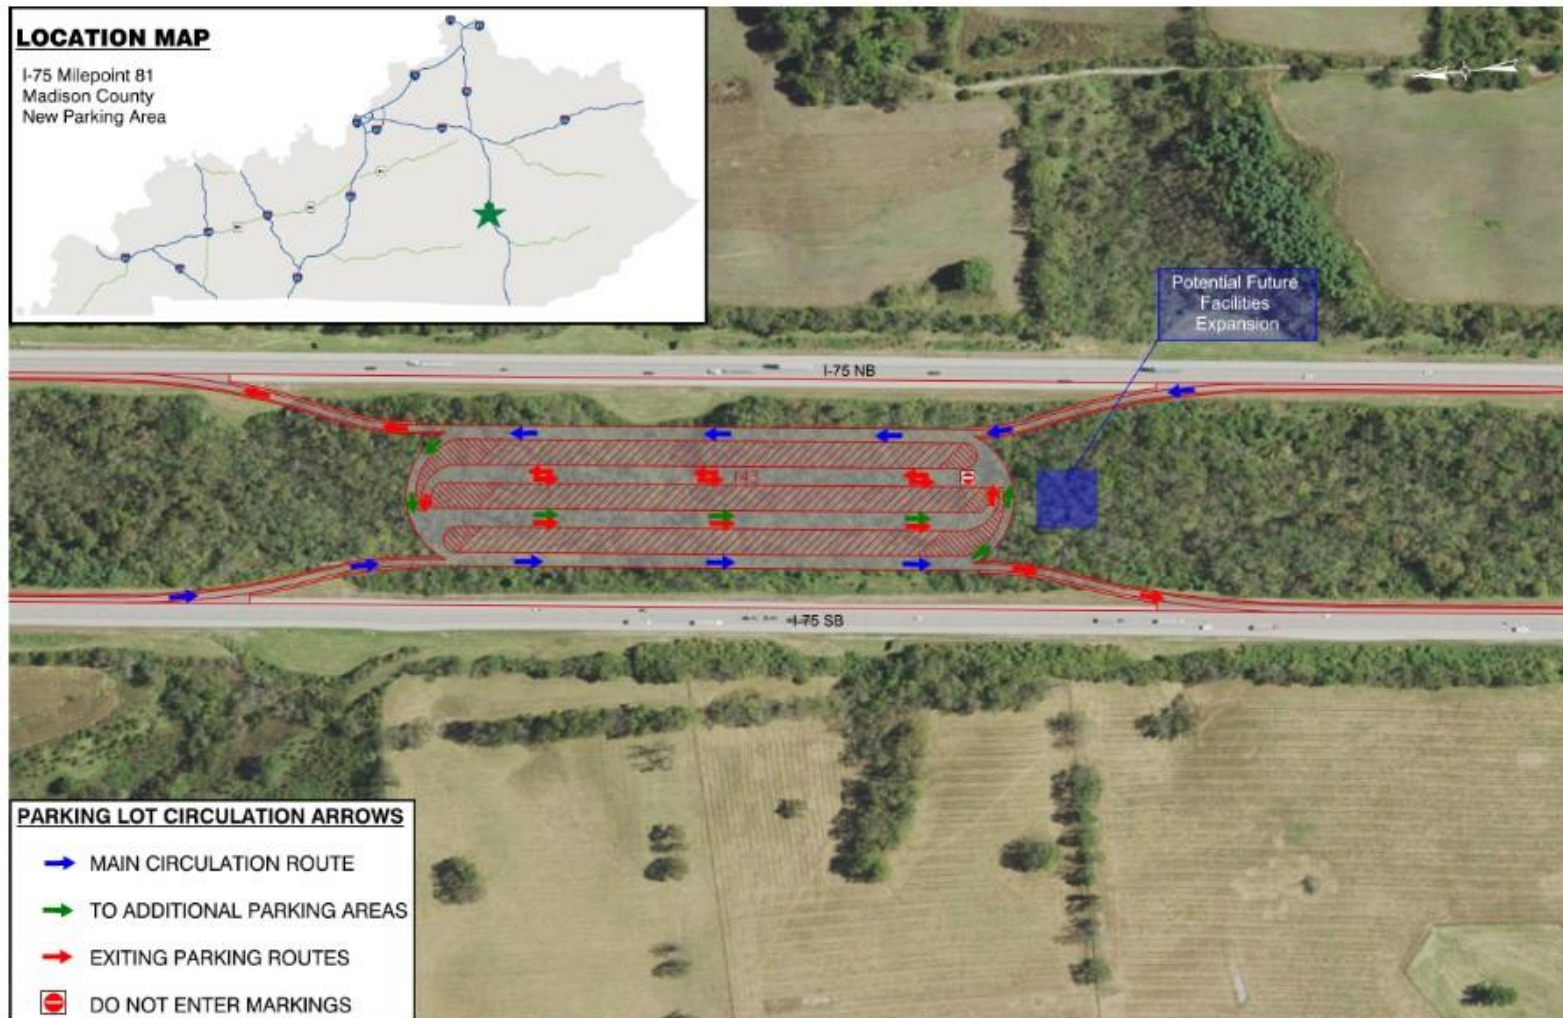 LOCATION MAP
I-75 Milepoint 81
Madison County
New Parking Area
Potential Future
Facilities
Expansion
I-75 NB
143
I-75 SB
PARKING LOT CIRCULATION ARROWS
MAIN CIRCULATION ROUTE
TO ADDITIONAL PARKING AREAS
EXITING PARKING ROUTES
DO NOT ENTER MARKINGS